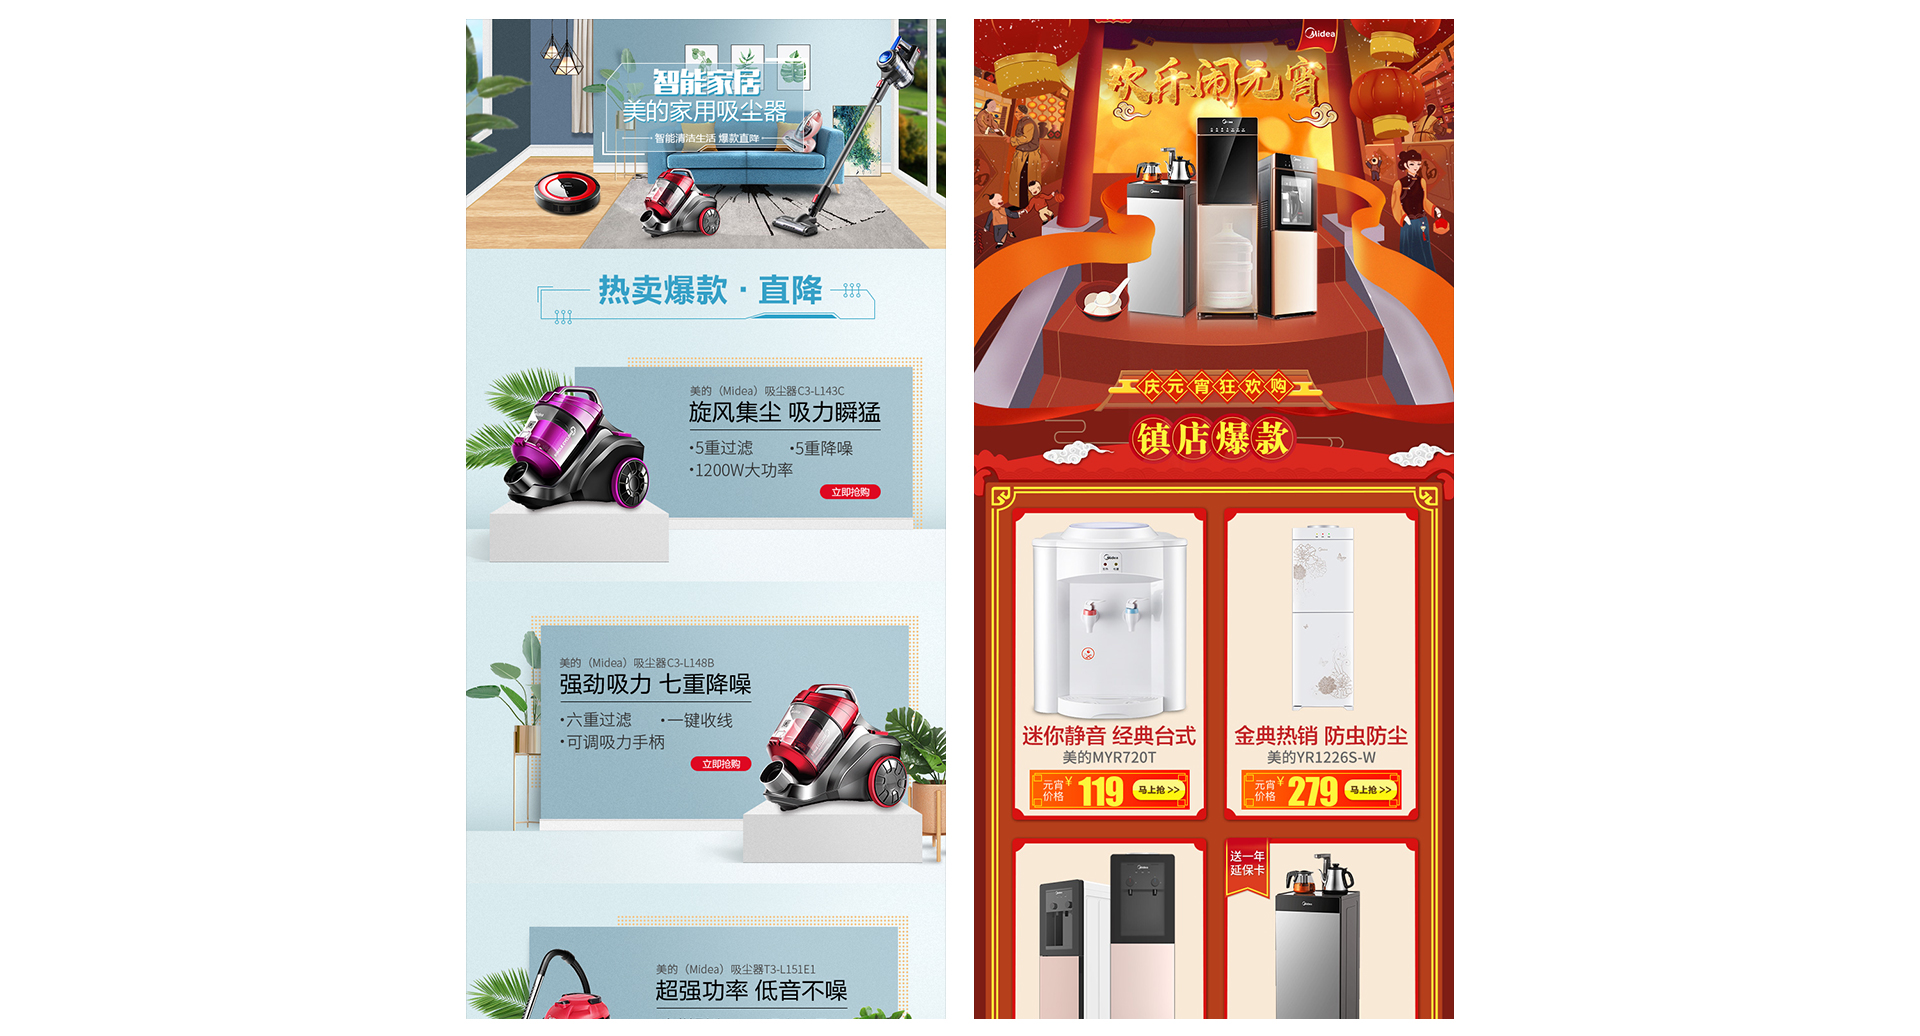 智能家居
美的家用吸尘器
智能清洁生活 爆款直降
热卖爆款·直降
美的（Midea）吸尘器C3-L143C
旋风集尘 吸力瞬猛
·5重过滤 ·5重降噪
·1200W大功率
立即抢购
美的（Midea）吸尘器C3-L148B
强劲吸力 七重降噪
·六重过滤 ·一键收线
·可调吸力手柄
立即抢购
美的（Midea）吸尘器T3-L151E1
超强功率 低音不噪
Midea
欢乐闹元宵
庆元宵狂欢购
镇店爆款
Midea
迷你静音 经典台式
美的MYR720T
元宵价格 ¥119 马上抢 >>
金典热销 防虫防尘
美的YR1226S-W
元宵价格 ¥279 马上抢 >>
送一年
延保卡